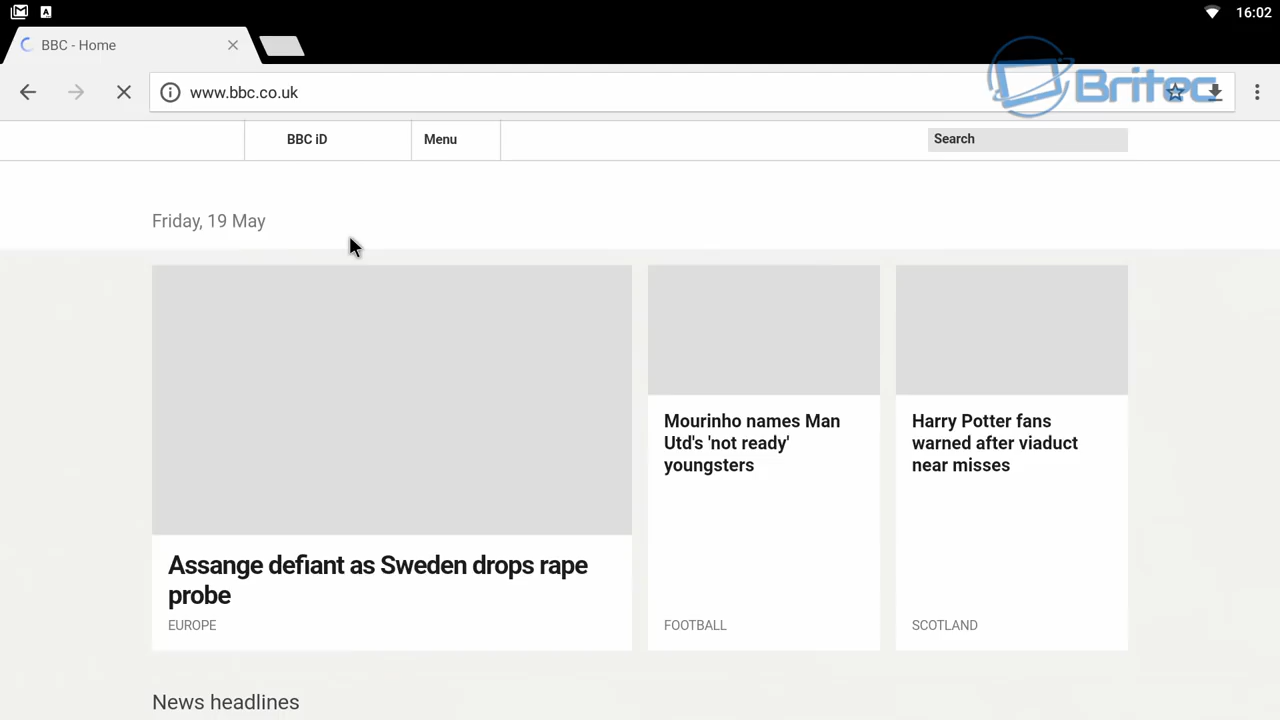 16:02
BBC - Home
www.bbc.co.uk
Britec
BBC iD
Menu
Search
Friday, 19 May
Assange defiant as Sweden drops rape
probe
EUROPE
Mourinho names Man
Utd's 'not ready'
youngsters
FOOTBALL
Harry Potter fans
warned after viaduct
near misses
SCOTLAND
News headlines